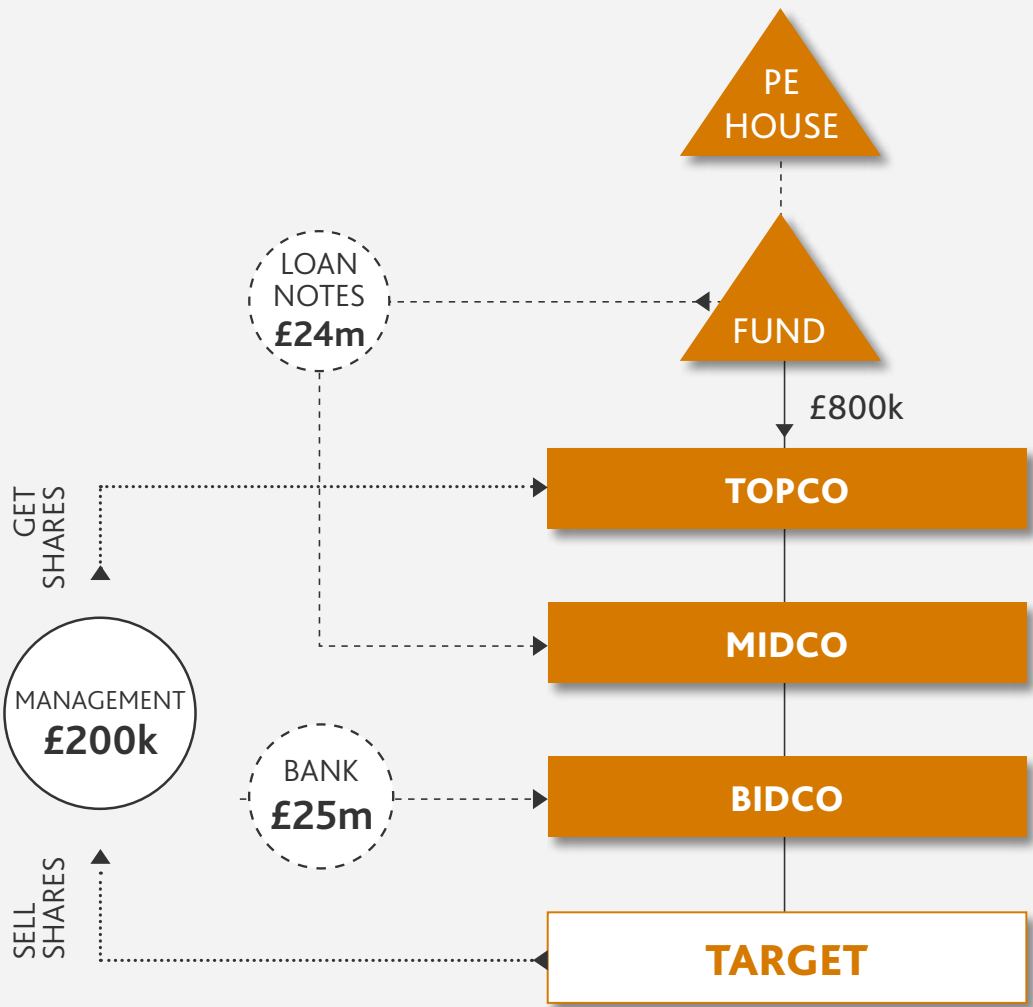 PE
HOUSE
LOAN
NOTES
£24m
FUND
£800k
GET
SHARES
TOPCO
MIDCO
MANAGEMENT
£200k
BANK
£25m
BIDCO
SELL
SHARES
TARGET